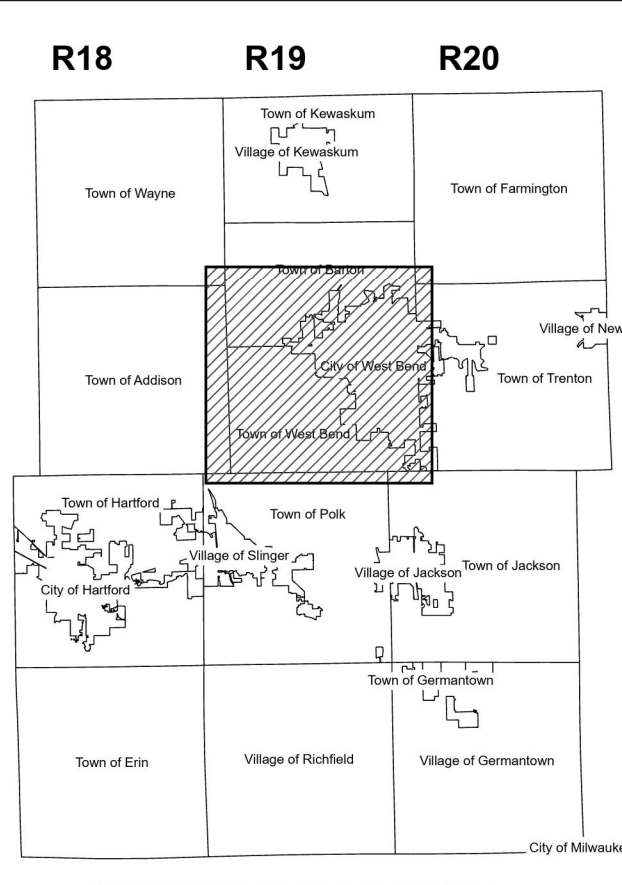 R18 R19 R20
Town of Kewaskum
Village of Kewaskum
Town of Wayne
Town of Farmington
Town of Barton
Village of New
City of West Bend
Town of Addison
Town of Trenton
Town of West Bend
Town of Hartford
Town of Polk
Village of Slinger
Town of Jackson
Village of Jackson
City of Hartford
Town of Germantown
Town of Erin
Village of Richfield
Village of Germantown
City of Milwauke